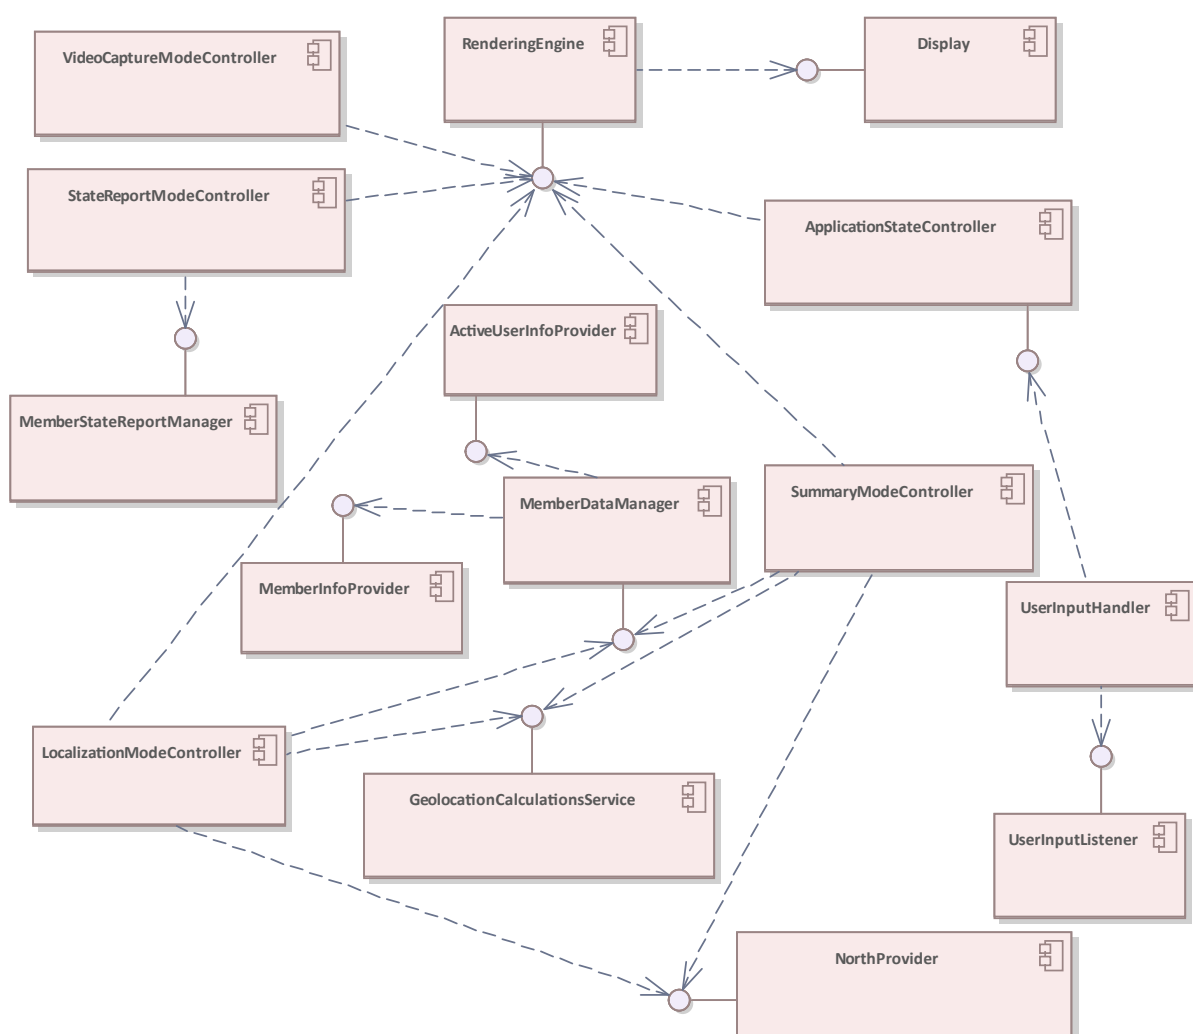 RenderingEngine
Display
VideoCaptureModeController
StateReportModeController
ApplicationStateController
ActiveUserInfoProvider
MemberStateReportManager
SummaryModeController
MemberDataManager
MemberInfoProvider
UserInputHandler
LocalizationModeController
GeolocationCalculationsService
UserInputListener
NorthProvider